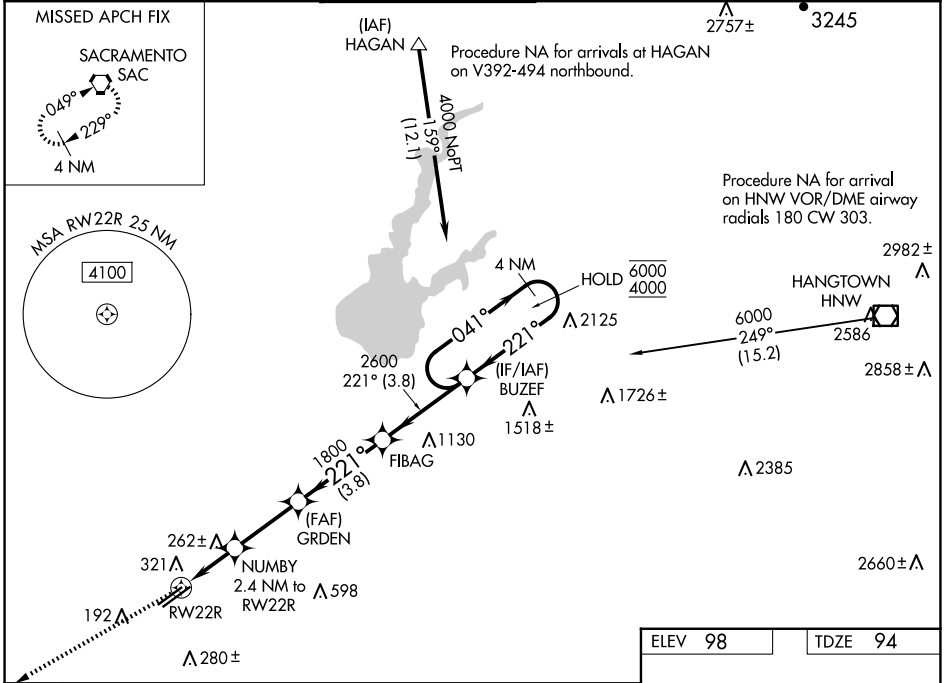 MISSED APCH FIX
SACRAMENTO
SAC
049°
229°
4 NM
(IAF)
HAGAN
Procedure NA for arrivals at HAGAN
on V392-494 northbound.
2757±
3245
4000 NoPT
159°
(12.1)
MSA RW22R 25 NM
4100
Procedure NA for arrival
on HNW VOR/DME airway
radials 180 CW 303.
2982±
HANGTOWN
HNW
2586
6000
249°
(15.2)
2858±
4 NM
HOLD
6000
4000
041°
221°
2125
2600
221° (3.8)
(IF/IAF)
BUZEF
1726±
1518±
1130
FIBAG
2385
1800
221°
(3.8)
(FAF)
GRDEN
262±
NUMBY
2.4 NM to
RW22R
321
598
2660±
RW22R
192
280±
ELEV 98
TDZE 94